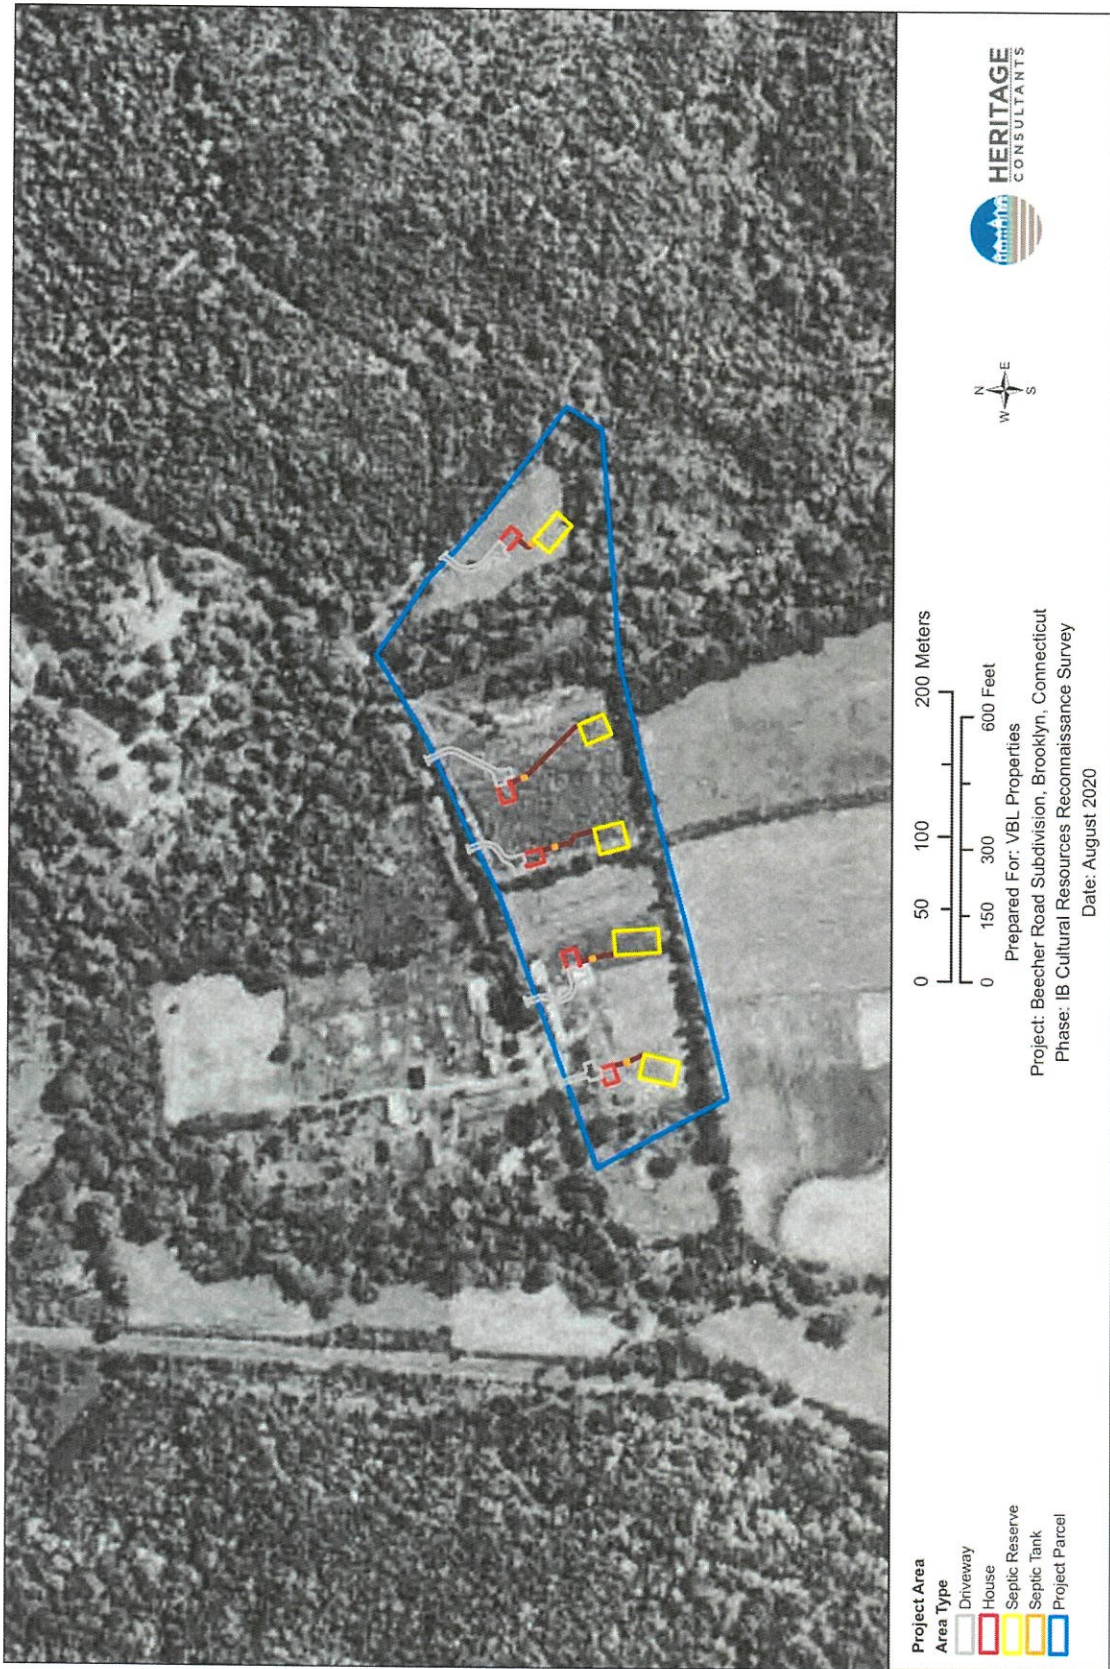 Project Area
Area Type
Driveway
House
Septic Reserve
Septic Tank
Project Parcel
0 50 100 200 Meters
0 150 300 600 Feet
Prepared For: VBL Properties
Project: Beecher Road Subdivision, Brooklyn, Connecticut
Phase: IB Cultural Resources Reconnaissance Survey
Date: August 2020
N
W E
S
HERITAGE
CONSULTANTS